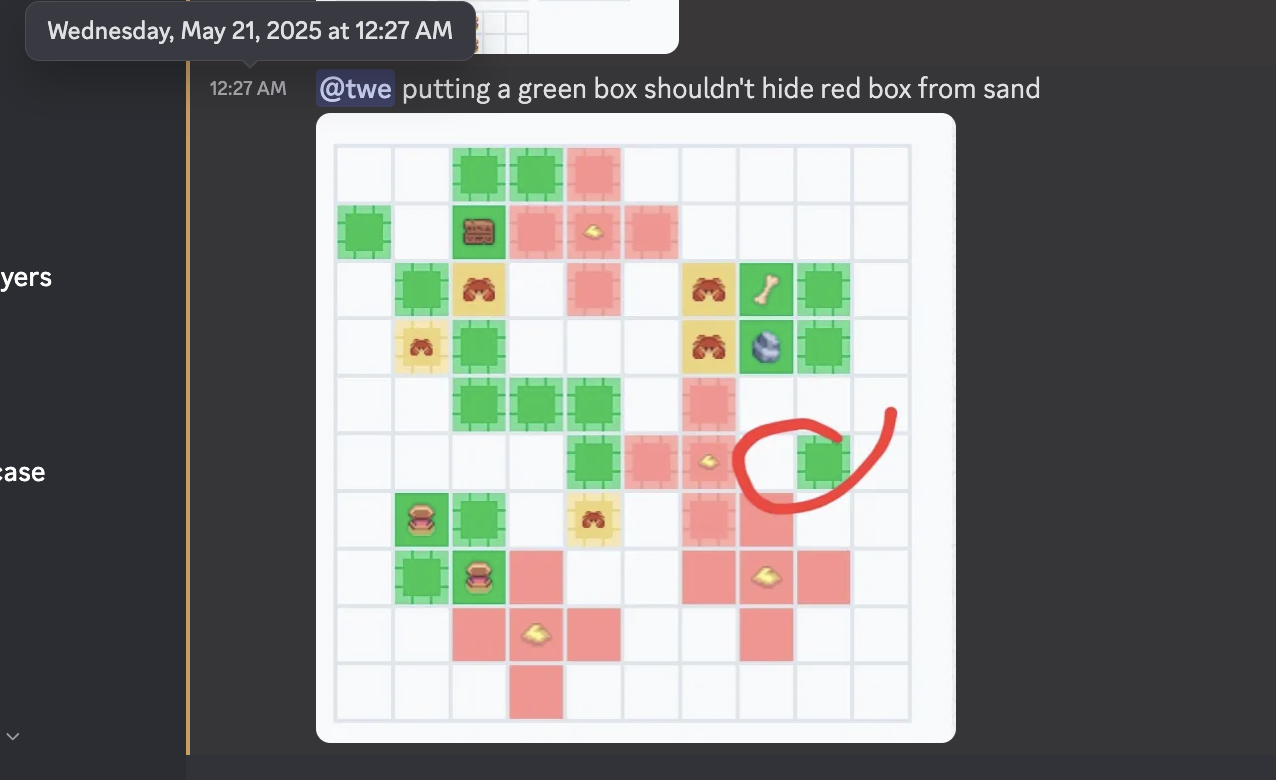 Wednesday, May 21, 2025 at 12:27 AM
12:27 AM @twe putting a green box shouldn't hide red box from sand
yers
case